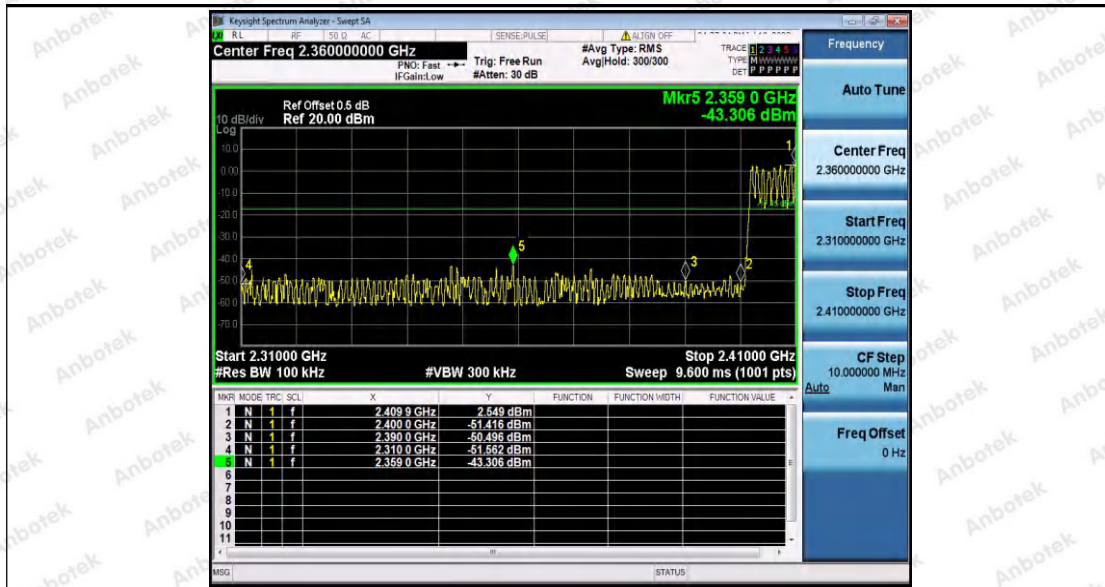 Keysight Spectrum Analyzer - Swept SA
RL RF 50 Ω AC SENSE:PULSE ALIGN OFF
Center Freq 2.360000000 GHz
PNO: Fast
IFGain:Low
Trig: Free Run
#Atten: 30 dB
#Avg Type: RMS
Avg|Hold: 300/300
TRACE 1 2 3 4 5 6
TYPE M W W W W W
DET P P P P P P
Ref Offset 0.5 dB
Ref 20.00 dBm
Mkr5 2.359 0 GHz
-43.306 dBm
10 dB/div
Log
10.0
0.00
-10.0
-20.0
-30.0
-40.0
-50.0
-60.0
-70.0
1
5
4
3
2
Start 2.31000 GHz
Stop 2.41000 GHz
#Res BW 100 kHz
#VBW 300 kHz
Sweep 9.600 ms (1001 pts)
MKR MODE TRC SCL X Y FUNCTION FUNCTION WIDTH FUNCTION VALUE
1 N 1 f 2.409 9 GHz 2.549 dBm
2 N 1 f 2.400 0 GHz -51.416 dBm
3 N 1 f 2.390 0 GHz -50.496 dBm
4 N 1 f 2.310 0 GHz -51.562 dBm
5 N 1 f 2.359 0 GHz -43.306 dBm
6
7
8
9
10
11
MSG
STATUS
Frequency
Auto Tune
Center Freq
2.360000000 GHz
Start Freq
2.310000000 GHz
Stop Freq
2.410000000 GHz
CF Step
10.000000 MHz
Auto Man
Freq Offset
0 Hz
Anbotek